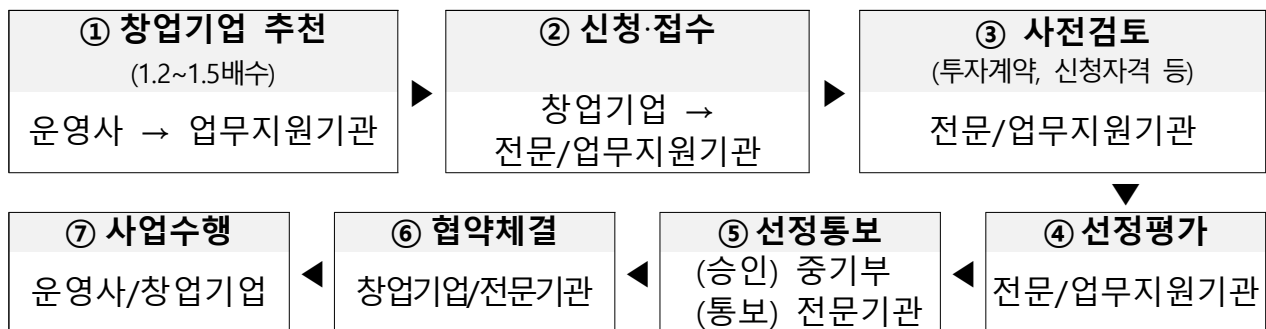 ① 창업기업 추천
(1.2~1.5배수)
운영사 → 업무지원기관
② 신청·접수
창업기업 →
전문/업무지원기관
③ 사전검토
(투자계약, 신청자격 등)
전문/업무지원기관
④ 선정평가
전문/업무지원기관
⑤ 선정통보
(승인) 중기부
(통보) 전문기관
⑥ 협약체결
창업기업/전문기관
⑦ 사업수행
운영사/창업기업